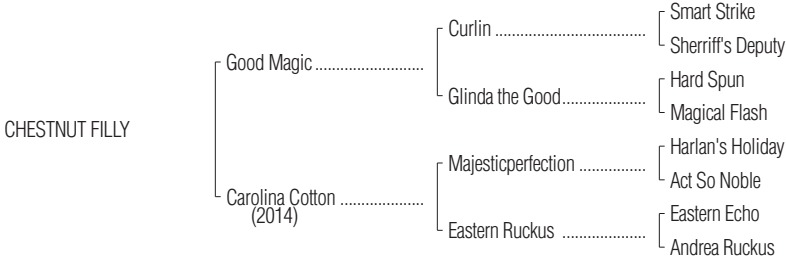 Smart Strike
Curlin ....................................
Sherriff's Deputy
Good Magic ..........................
Hard Spun
Glinda the Good....................
Magical Flash
CHESTNUT FILLY
Harlan's Holiday
Majesticperfection ................
Act So Noble
Carolina Cotton ....................
(2014)
Eastern Echo
Eastern Ruckus ....................
Andrea Ruckus